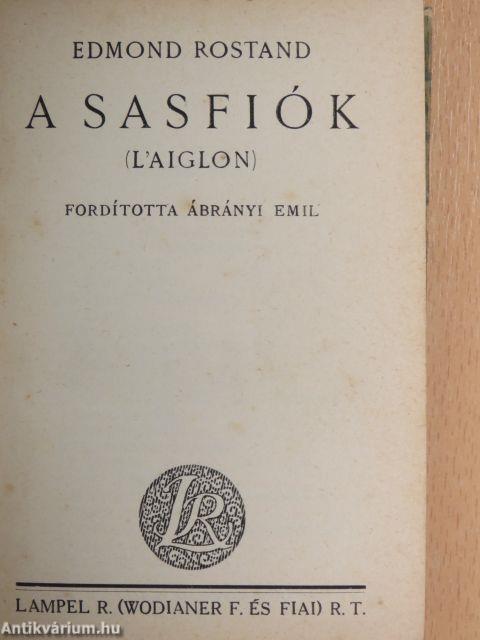 EDMOND ROSTAND
A SASFIÓK
(L'AIGLON)
FORDÍTOTTA ÁBRÁNYI EMIL
LR
LAMPEL R. (WODIANER F. ÉS FIAI) R. T.
Antikvárium.hu